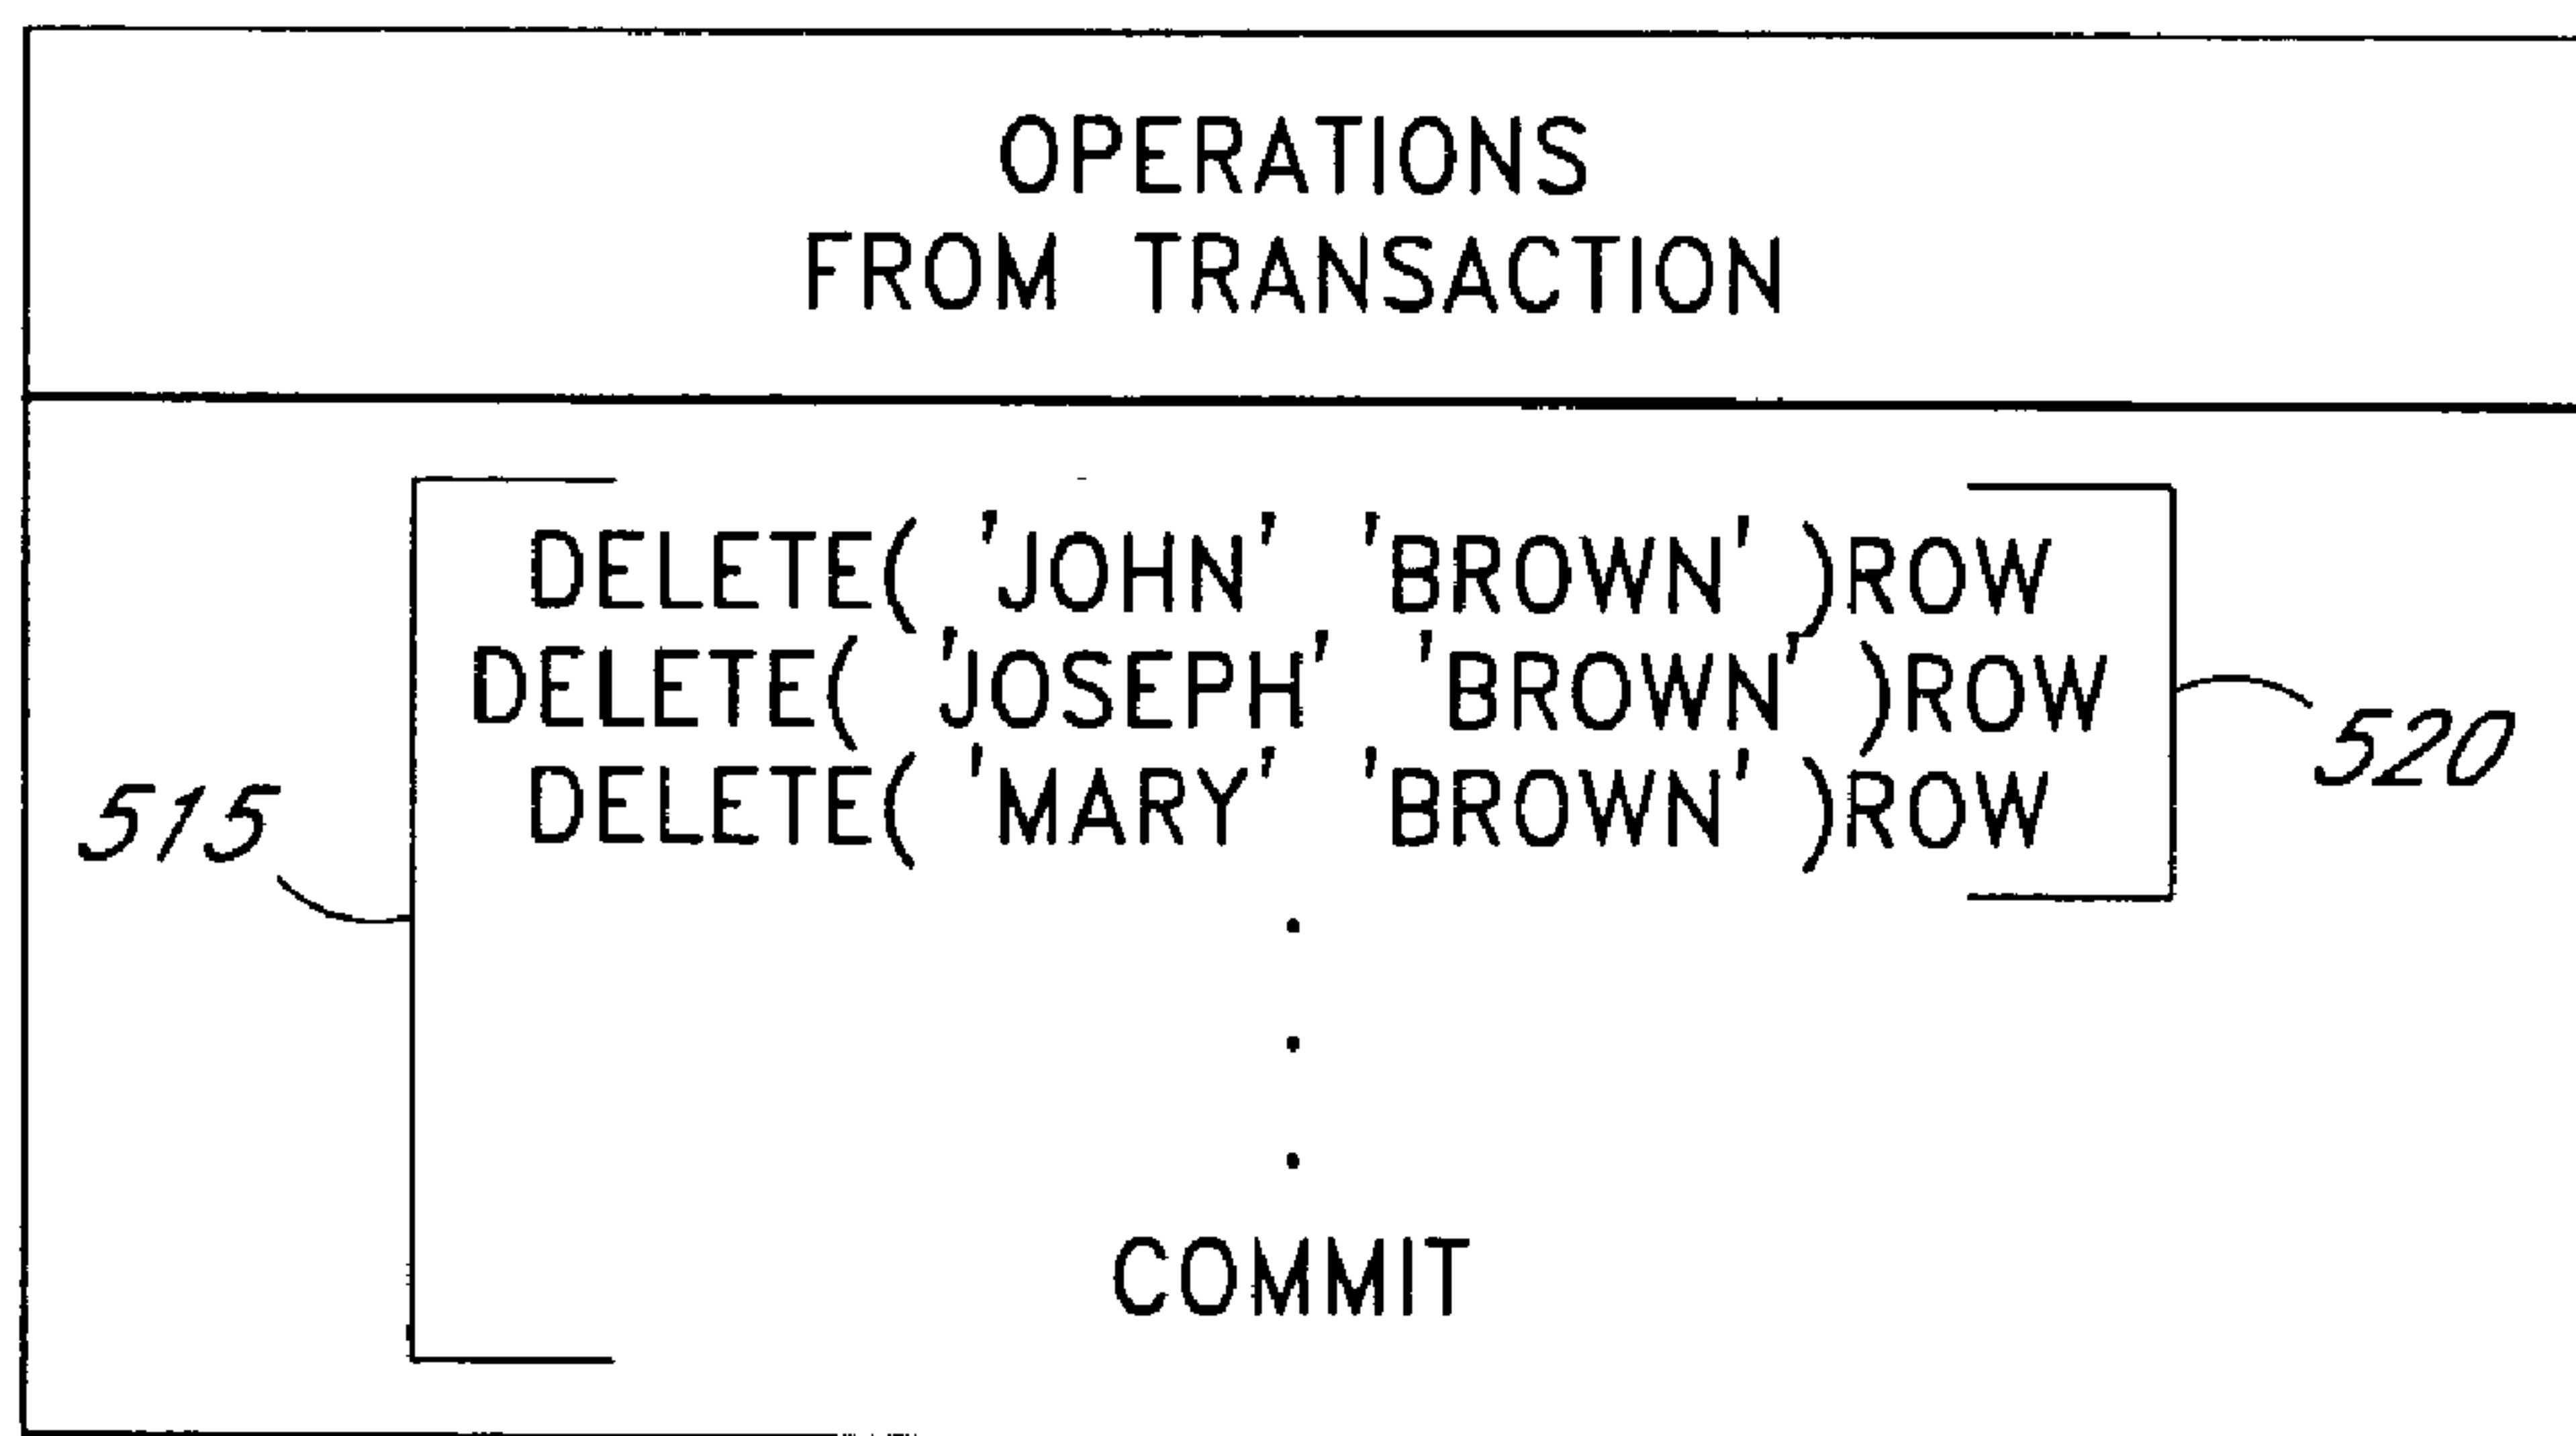 OPERATIONS
FROM TRANSACTION
DELETE( 'JOHN' 'BROWN' )ROW
DELETE( 'JOSEPH' 'BROWN' )ROW
520
DELETE( 'MARY' 'BROWN' )ROW
515
.
.
.
COMMIT